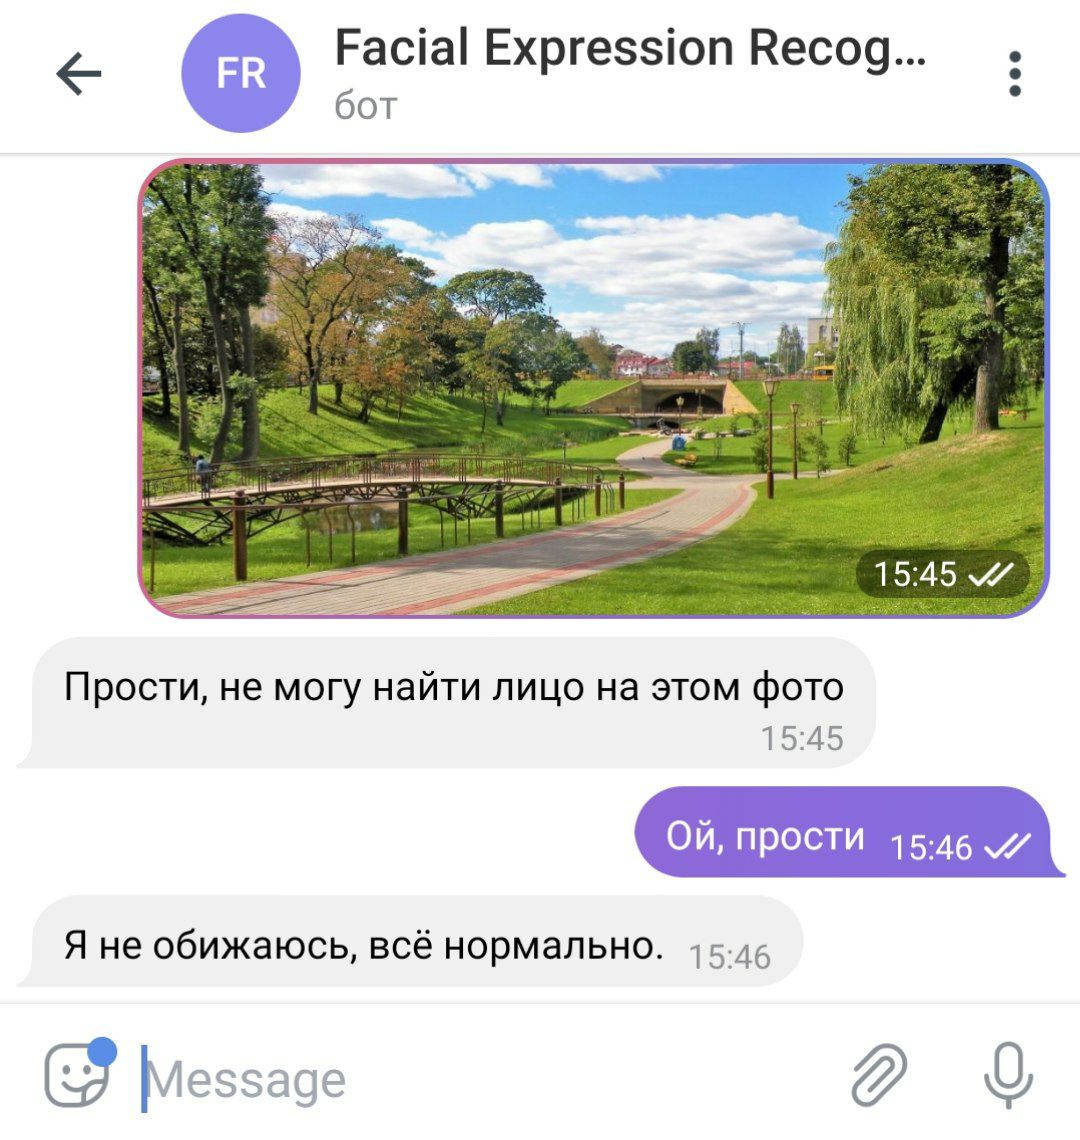 FR
Facial Expression Recog...
бот
15:45
Прости, не могу найти лицо на этом фото
15:45
Ой, прости 15:46
Я не обижаюсь, всё нормально. 15:46
Message